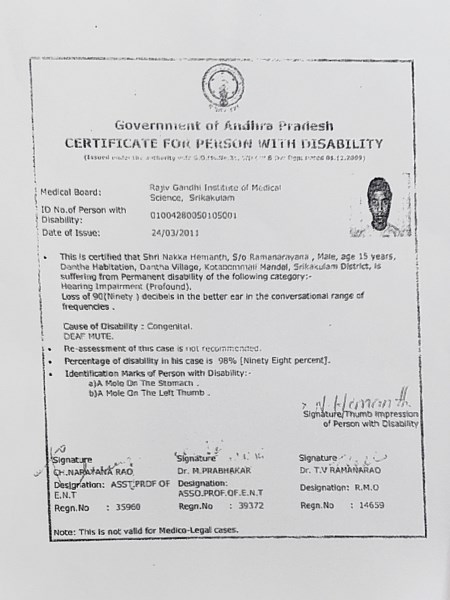 Government of Andhra Pradesh
CERTIFICATE FOR PERSON WITH DISABILITY
(Issued under the authority
Medical Board: Rajiv Gandhi Institute of Medical Science, Srikakulam
ID No.of Person with Disability: 01004280050105001
Date of Issue: 24/03/2011
• This is certified that Shri Nakka Hemanth, S/o Ramanarayana , Male, age 15 years,
Dantha Habitation, Dantha Village, Kotabommali Mandal, Srikakulam District, is
suffering from Permanent disability of the following category:-
Hearing Impairment (Profound).
Loss of 90(Ninety ) decibels in the better ear in the conversational range of
frequencies .
Cause of Disability : Congenital.
DEAF MUTE.
• Re-assessment of this case is not recommended.
• Percentage of disability in his case is 98% [Ninety Eight percent].
• Identification Marks of Person with Disability:-
a)A Mole On The Stomach .
b)A Mole On The Left Thumb .
N. Hemanth
Signature/Thumb Impression
of Person with Disability
Signature Signature Signature
CH.NARAYANA RAO Dr. M.PRABHAKAR Dr. T.V RAMANARAO
Designation: ASST.PROF OF E.N.T Designation: ASSO.PROF.OF.E.N.T Designation: R.M.O
Regn.No : 35960 Regn.No : 39372 Regn.No : 14659
Note: This is not valid for Medico-Legal cases.